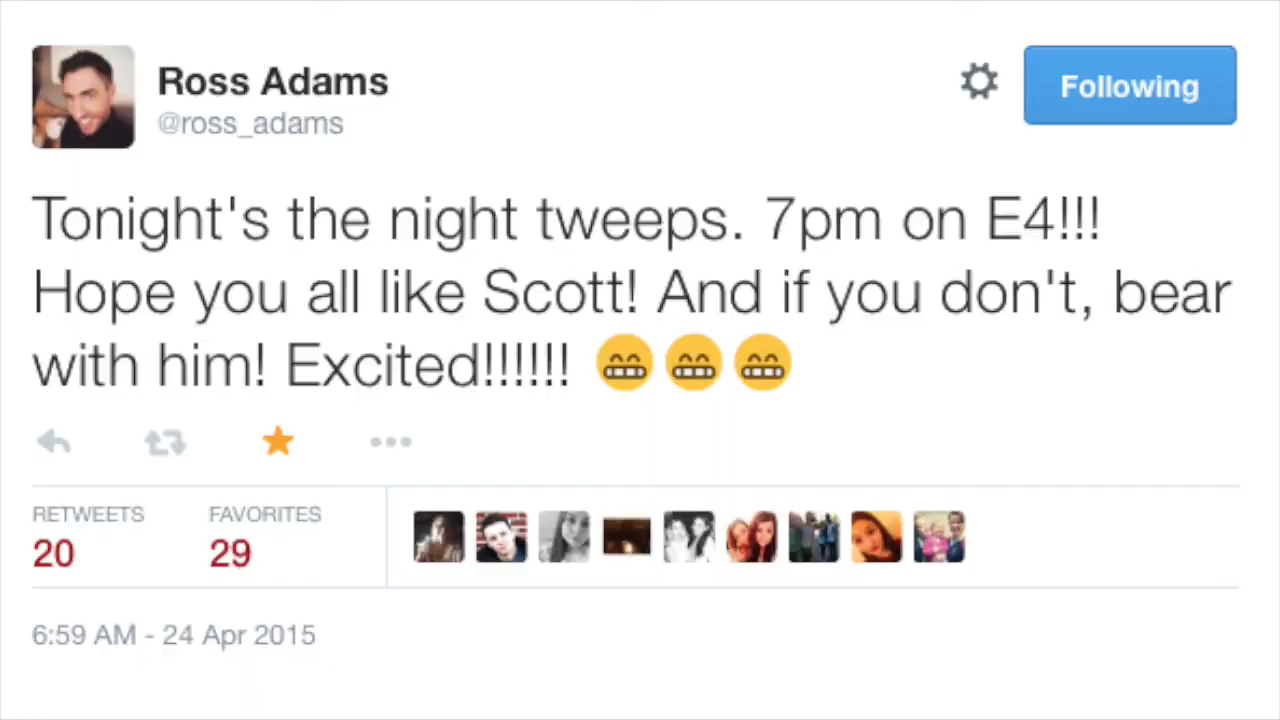 Ross Adams
@ross_adams
Following
Tonight's the night tweeps. 7pm on E4!!!
Hope you all like Scott! And if you don't, bear
with him! Excited!!!!!! 😁😁😁
RETWEETS FAVORITES
20 29
6:59 AM - 24 Apr 2015